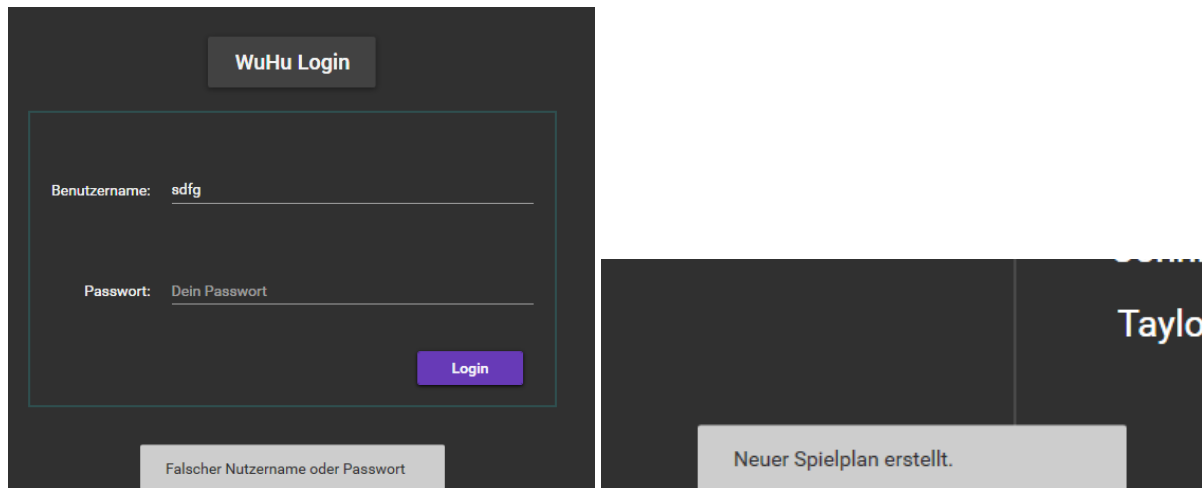 WuHu Login
Benutzername: sdfg
Passwort: Dein Passwort
Login
Falscher Nutzername oder Passwort
Taylo
Neuer Spielplan erstellt.